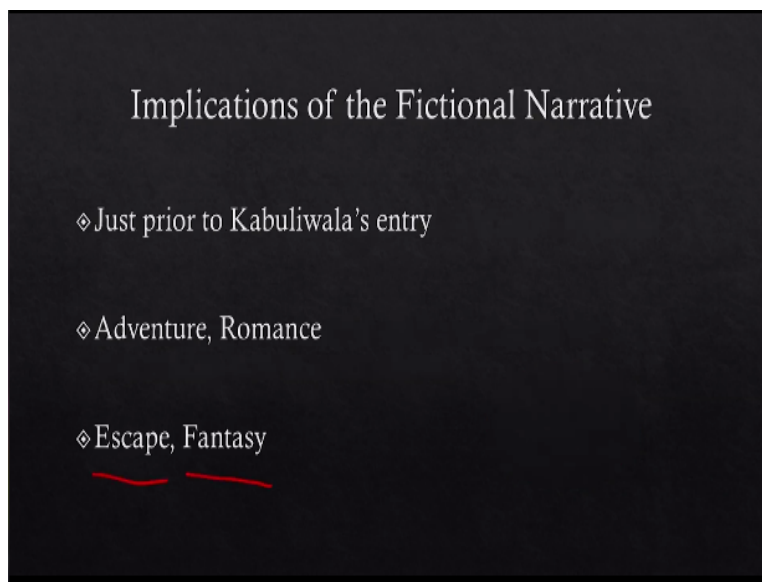 Implications of the Fictional Narrative
Just prior to Kabuliwala's entry
Adventure, Romance
Escape, Fantasy